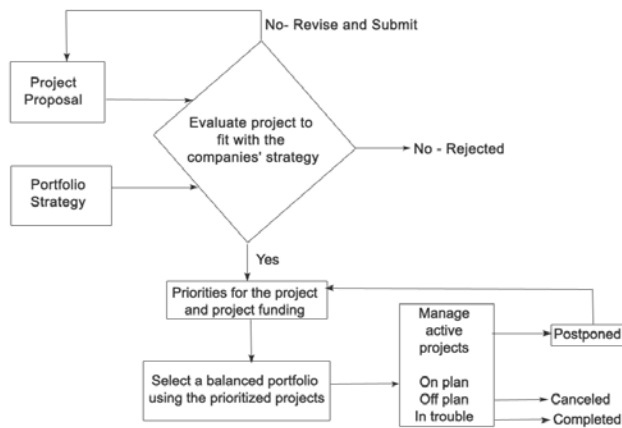 No- Revise and Submit
Project
Proposal
Evaluate project to
fit with the
companies' strategy
No - Rejected
Portfolio
Strategy
Yes
Priorities for the project
and project funding
Manage
active
projects
Postponed
Select a balanced portfolio
using the prioritized projects
On plan
Off plan
In trouble
Canceled
Completed